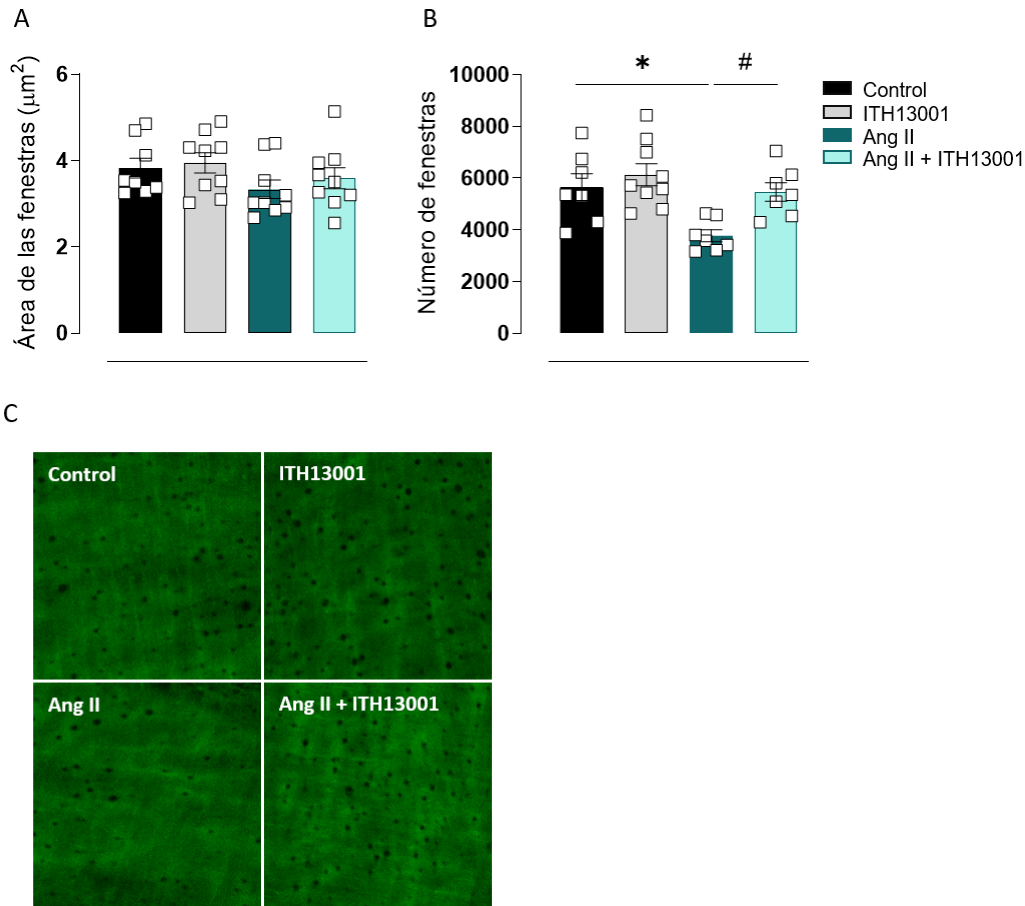 A
Área de las fenestras (μm²)
6
4
2
0
B
Número de fenestras
10000
8000
6000
4000
2000
0
* #
Control
ITH13001
Ang II
Ang II + ITH13001
C
Control
ITH13001
Ang II
Ang II + ITH13001